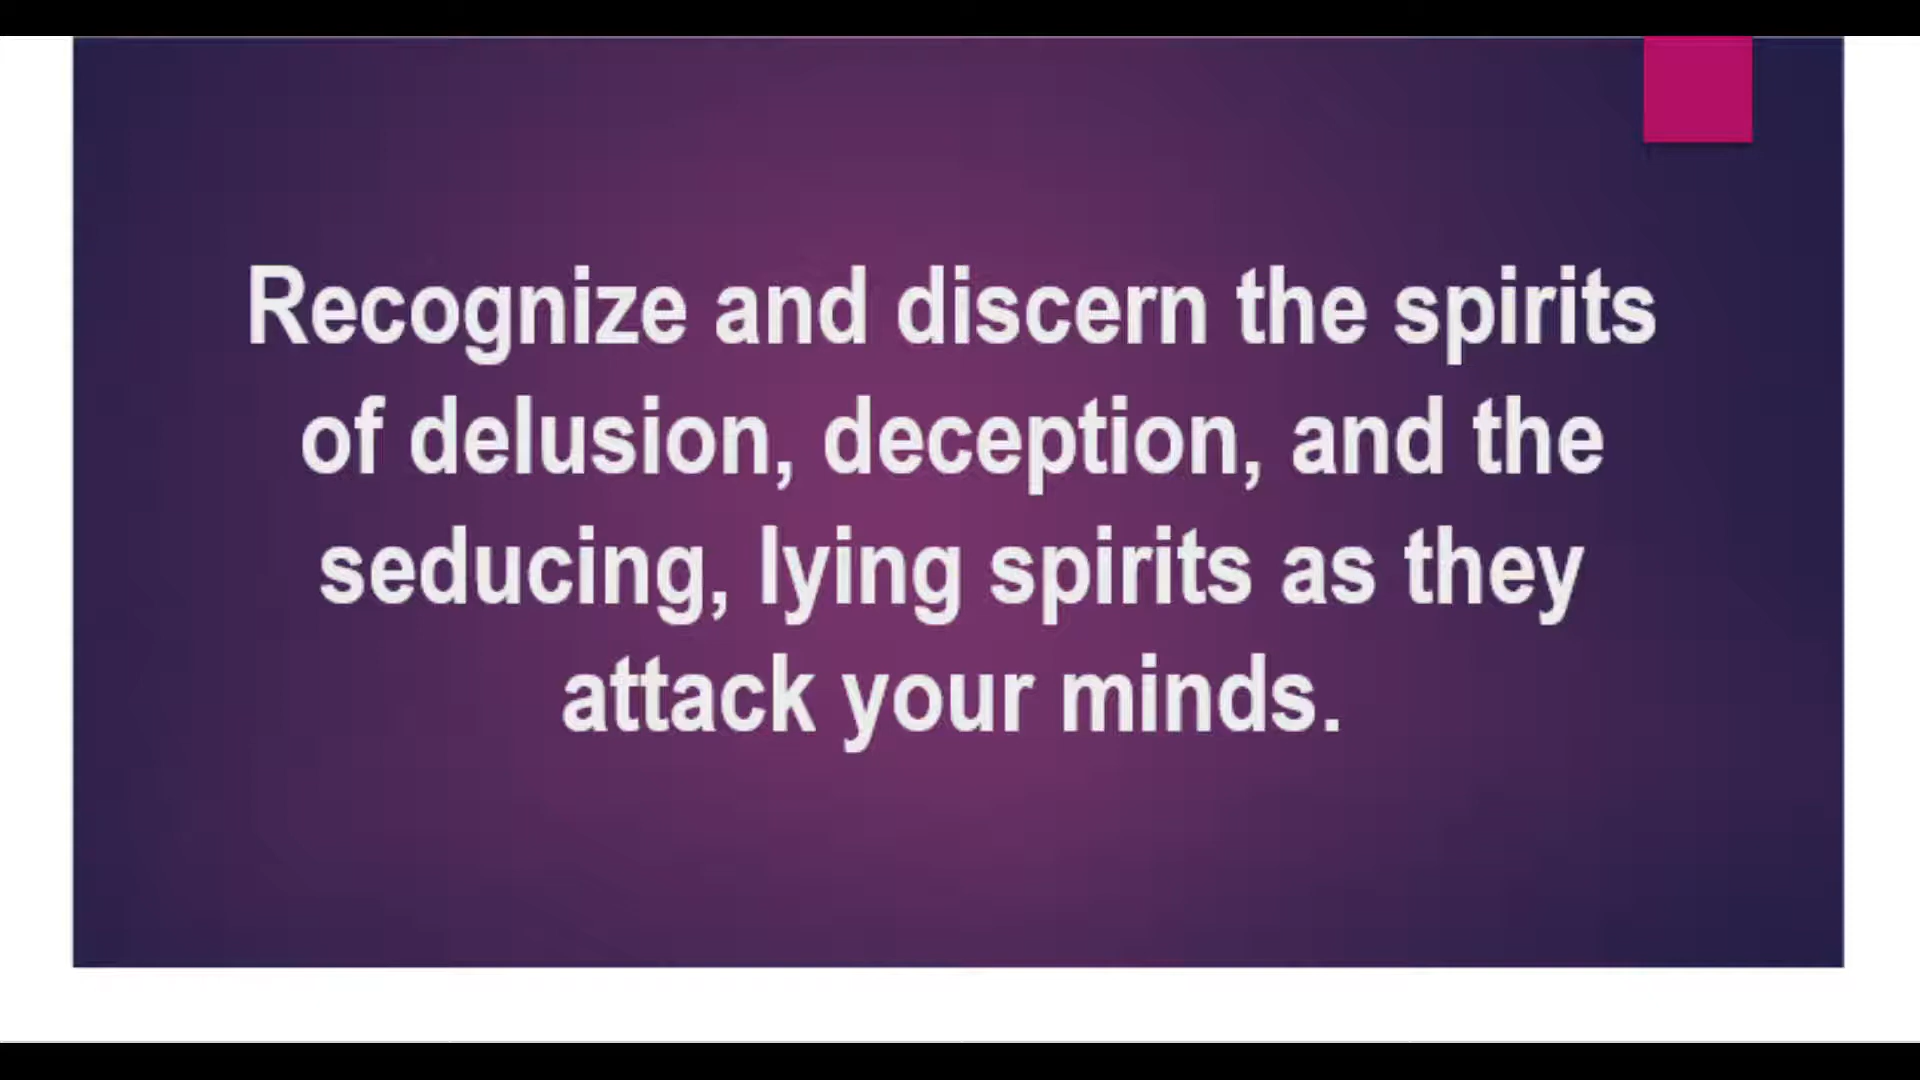 Recognize and discern the spirits
of delusion, deception, and the
seducing, lying spirits as they
attack your minds.